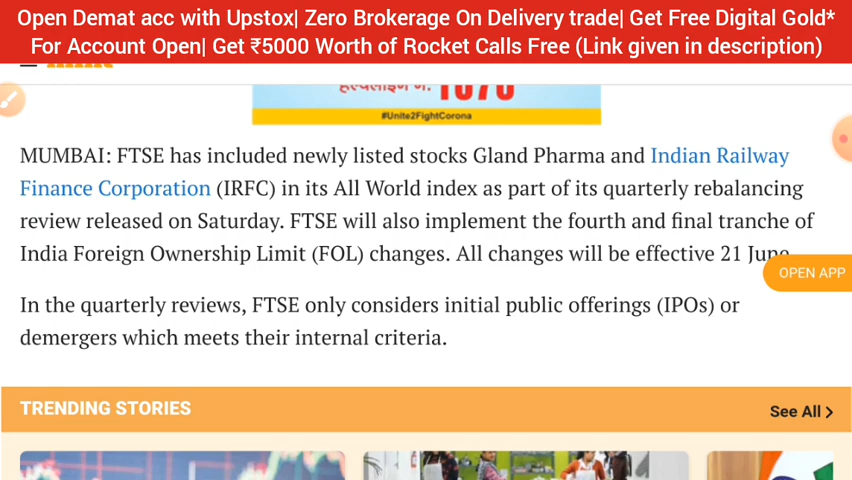 Open Demat acc with Upstox| Zero Brokerage On Delivery trade| Get Free Digital Gold*
For Account Open| Get ₹5000 Worth of Rocket Calls Free (Link given in description)
1075
#Unite2FightCorona
MUMBAI: FTSE has included newly listed stocks Gland Pharma and Indian Railway
Finance Corporation (IRFC) in its All World index as part of its quarterly rebalancing
review released on Saturday. FTSE will also implement the fourth and final tranche of
India Foreign Ownership Limit (FOL) changes. All changes will be effective 21 June
OPEN APP
In the quarterly reviews, FTSE only considers initial public offerings (IPOs) or
demergers which meets their internal criteria.
TRENDING STORIES
See All >